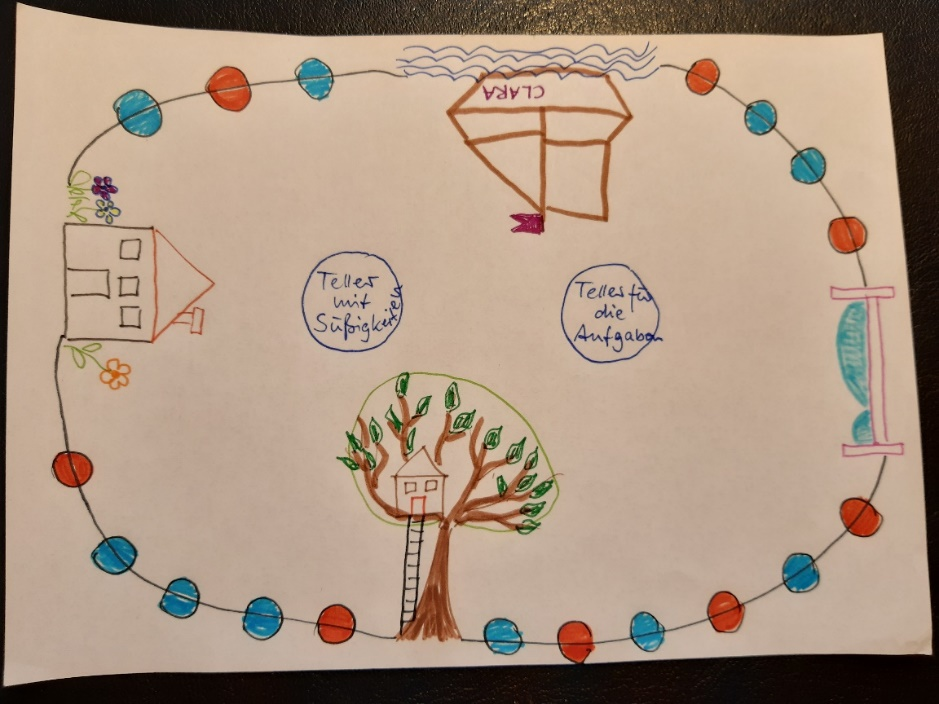 CLARA
Teller
mit
Süßigkeiten
Teller für
die
Aufgaben